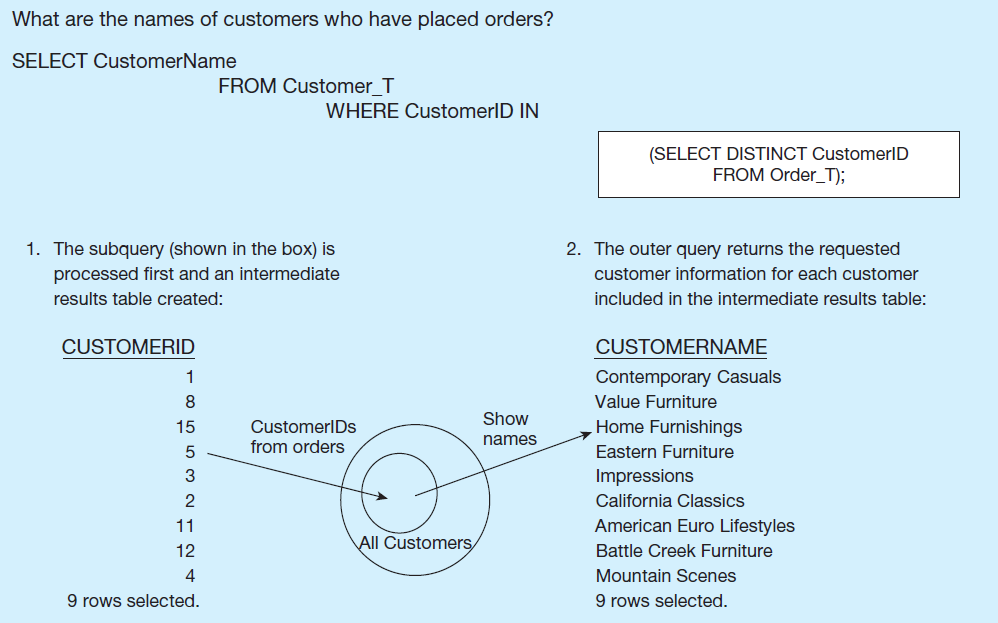 What are the names of customers who have placed orders?
SELECT CustomerName
FROM Customer_T
WHERE CustomerID IN
(SELECT DISTINCT CustomerID
FROM Order_T);
1. The subquery (shown in the box) is
processed first and an intermediate
results table created:
CUSTOMERID
1
8
15
5
3
2
11
12
4
9 rows selected.
CustomerIDs
from orders
All Customers
Show
names
2. The outer query returns the requested
customer information for each customer
included in the intermediate results table:
CUSTOMERNAME
Contemporary Casuals
Value Furniture
Home Furnishings
Eastern Furniture
Impressions
California Classics
American Euro Lifestyles
Battle Creek Furniture
Mountain Scenes
9 rows selected.